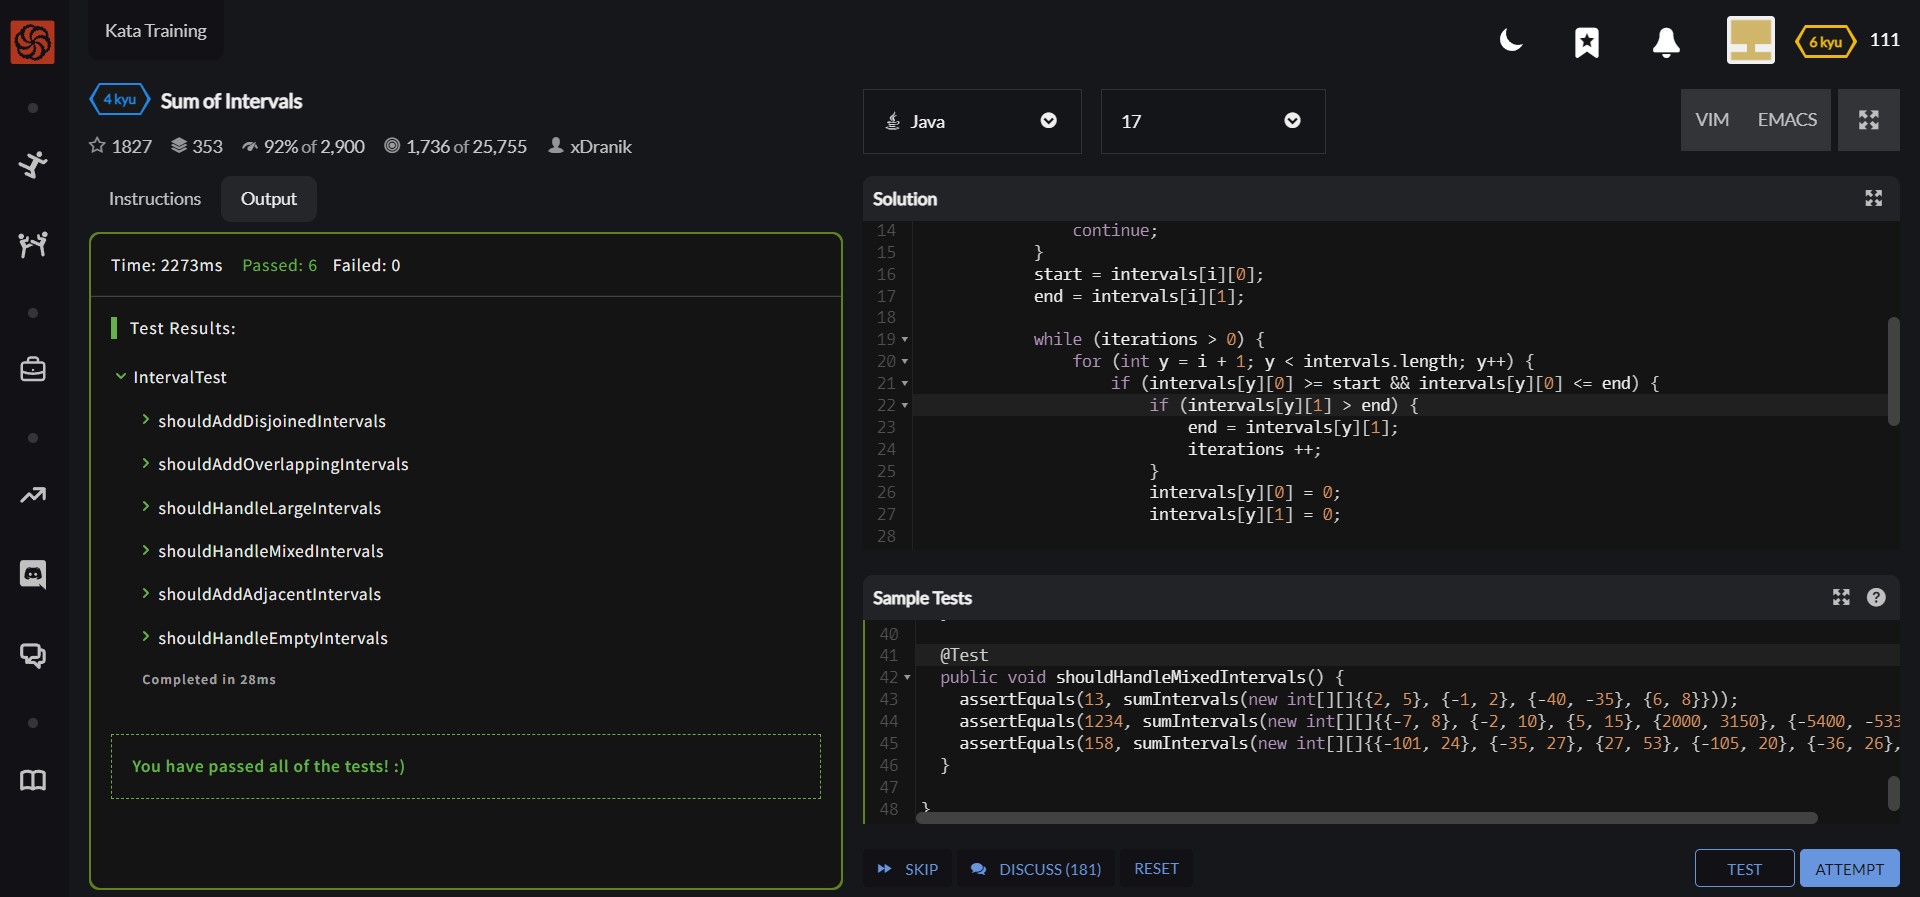 Kata Training
6 kyu 111
4 kyu Sum of Intervals
1827 353 92% of 2,900 1,736 of 25,755 xDranik
Java 17 VIM EMACS
Instructions Output
Time: 2273ms Passed: 6 Failed: 0
Test Results:
IntervalTest
shouldAddDisjoinedIntervals
shouldAddOverlappingIntervals
shouldHandleLargeIntervals
shouldHandleMixedIntervals
shouldAddAdjacentIntervals
shouldHandleEmptyIntervals
Completed in 28ms
You have passed all of the tests! :)
Solution
14 continue;
15 }
16 start = intervals[i][0];
17 end = intervals[i][1];
18
19 while (iterations > 0) {
20 for (int y = i + 1; y < intervals.length; y++) {
21 if (intervals[y][0] >= start && intervals[y][0] <= end) {
22 if (intervals[y][1] > end) {
23 end = intervals[y][1];
24 iterations ++;
25 }
26 intervals[y][0] = 0;
27 intervals[y][1] = 0;
28
Sample Tests
40
41 @Test
42 public void shouldHandleMixedIntervals() {
43 assertEquals(13, sumIntervals(new int[][]{{2, 5}, {-1, 2}, {-40, -35}, {6, 8}}));
44 assertEquals(1234, sumIntervals(new int[][]{{-7, 8}, {-2, 10}, {5, 15}, {2000, 3150}, {-5400, -533
45 assertEquals(158, sumIntervals(new int[][]{{-101, 24}, {-35, 27}, {27, 53}, {-105, 20}, {-36, 26},
46 }
47
48 }
SKIP DISCUSS (181) RESET TEST ATTEMPT